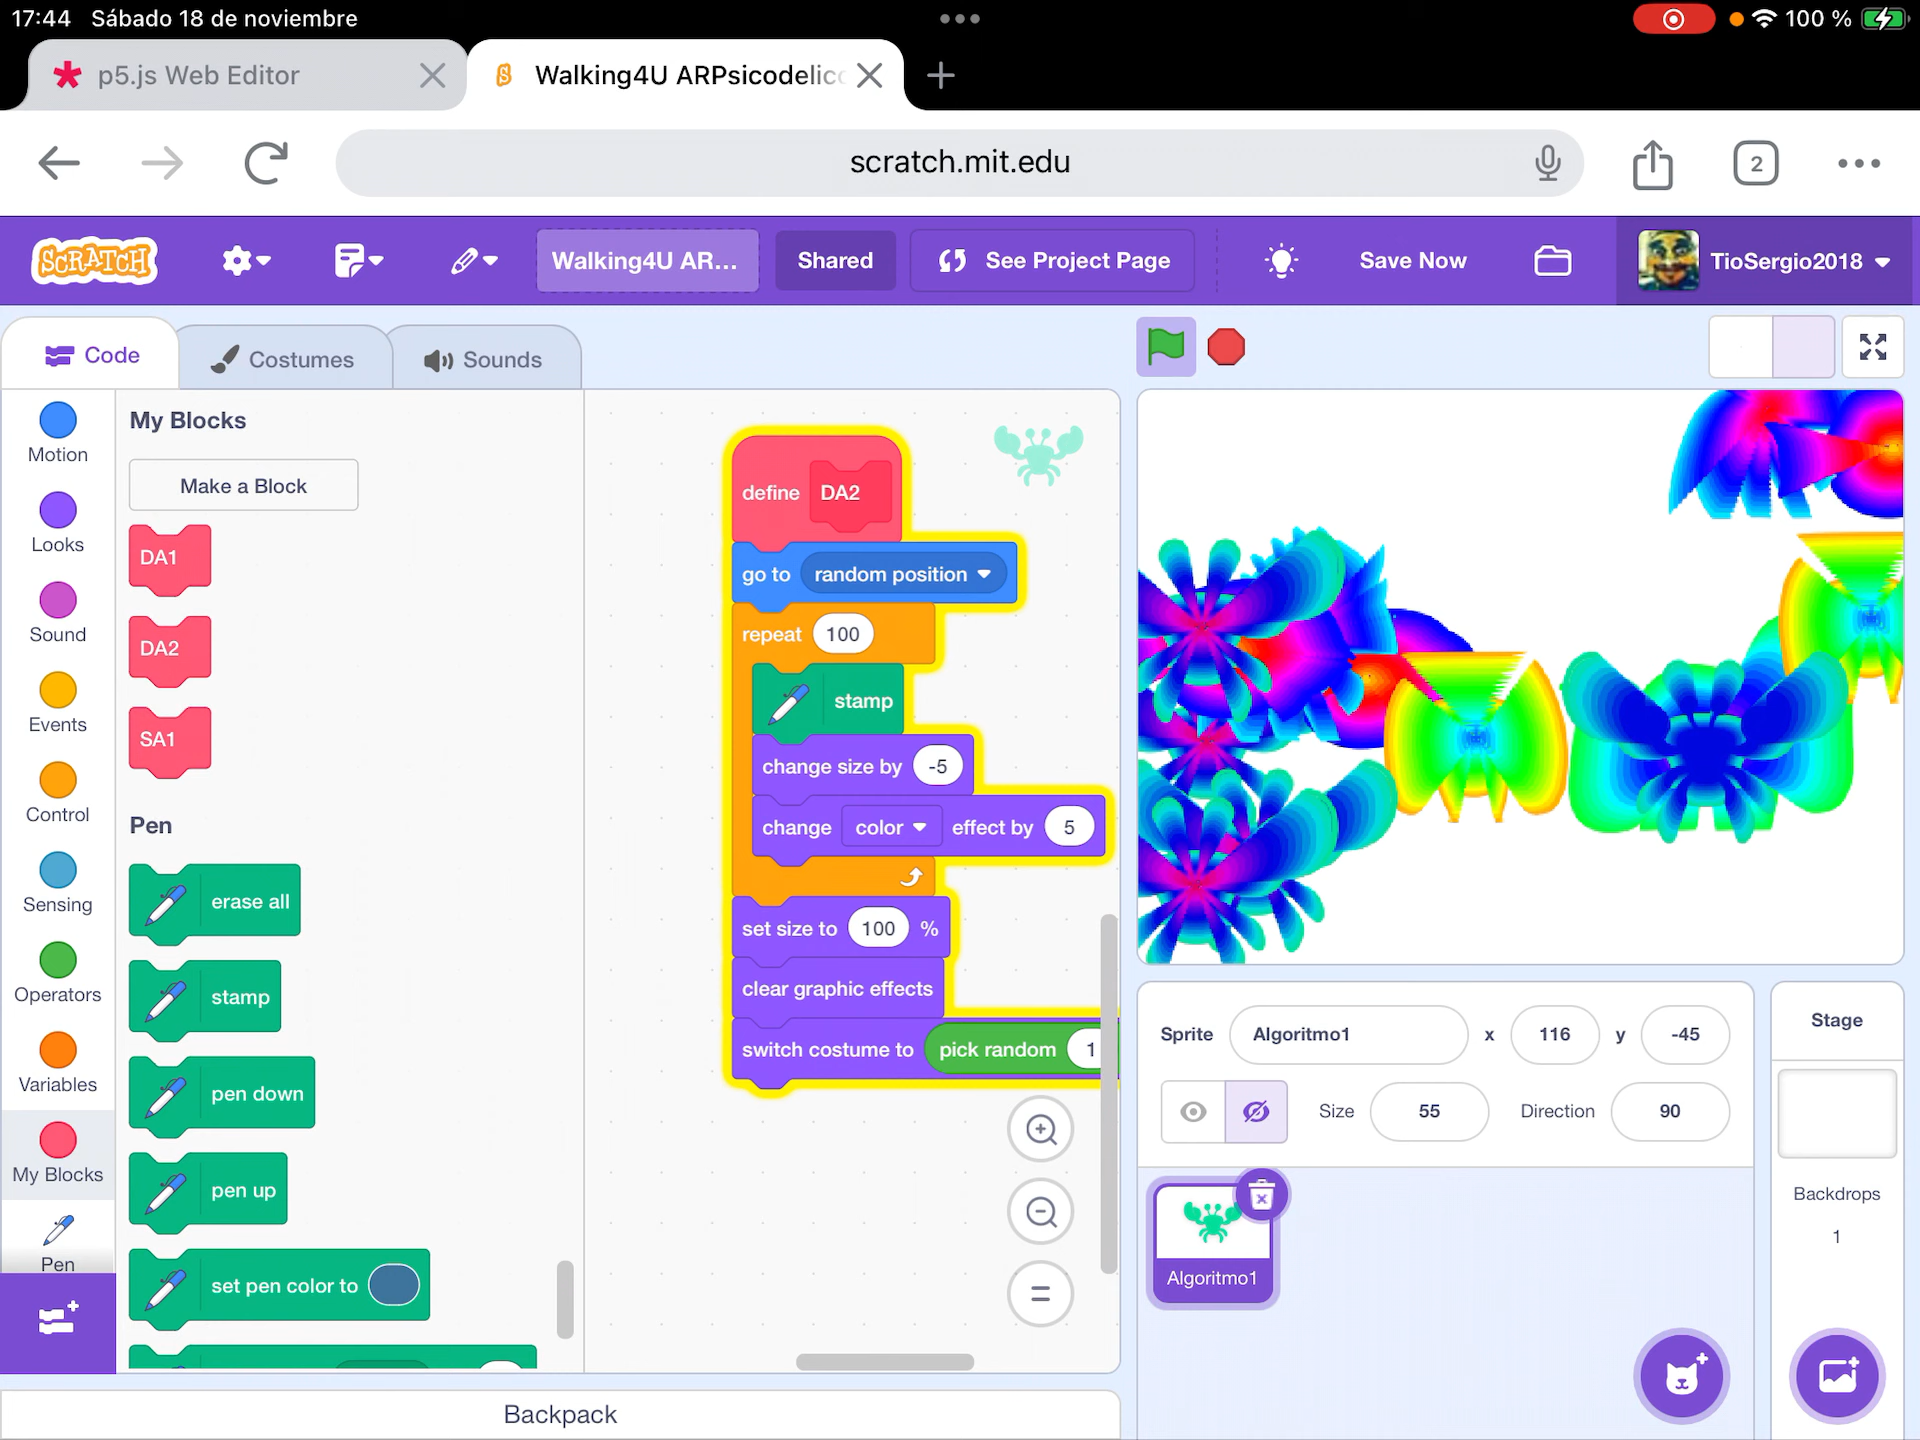 17:44 Sábado 18 de noviembre
100 %
p5.js Web Editor
Walking4U ARPsicodelic
scratch.mit.edu
2
SCRATCH
Walking4U AR...
Shared
See Project Page
Save Now
TioSergio2018
Code
Costumes
Sounds
Motion
Looks
Sound
Events
Control
Sensing
Operators
Variables
My Blocks
Pen
My Blocks
Make a Block
DA1
DA2
SA1
Pen
erase all
stamp
pen down
pen up
set pen color to
define DA2
go to random position
repeat 100
stamp
change size by -5
change color effect by 5
set size to 100 %
clear graphic effects
switch costume to pick random 1
Sprite Algoritmo1 x 116 y -45
Size 55 Direction 90
Algoritmo1
Stage
Backdrops
1
Backpack